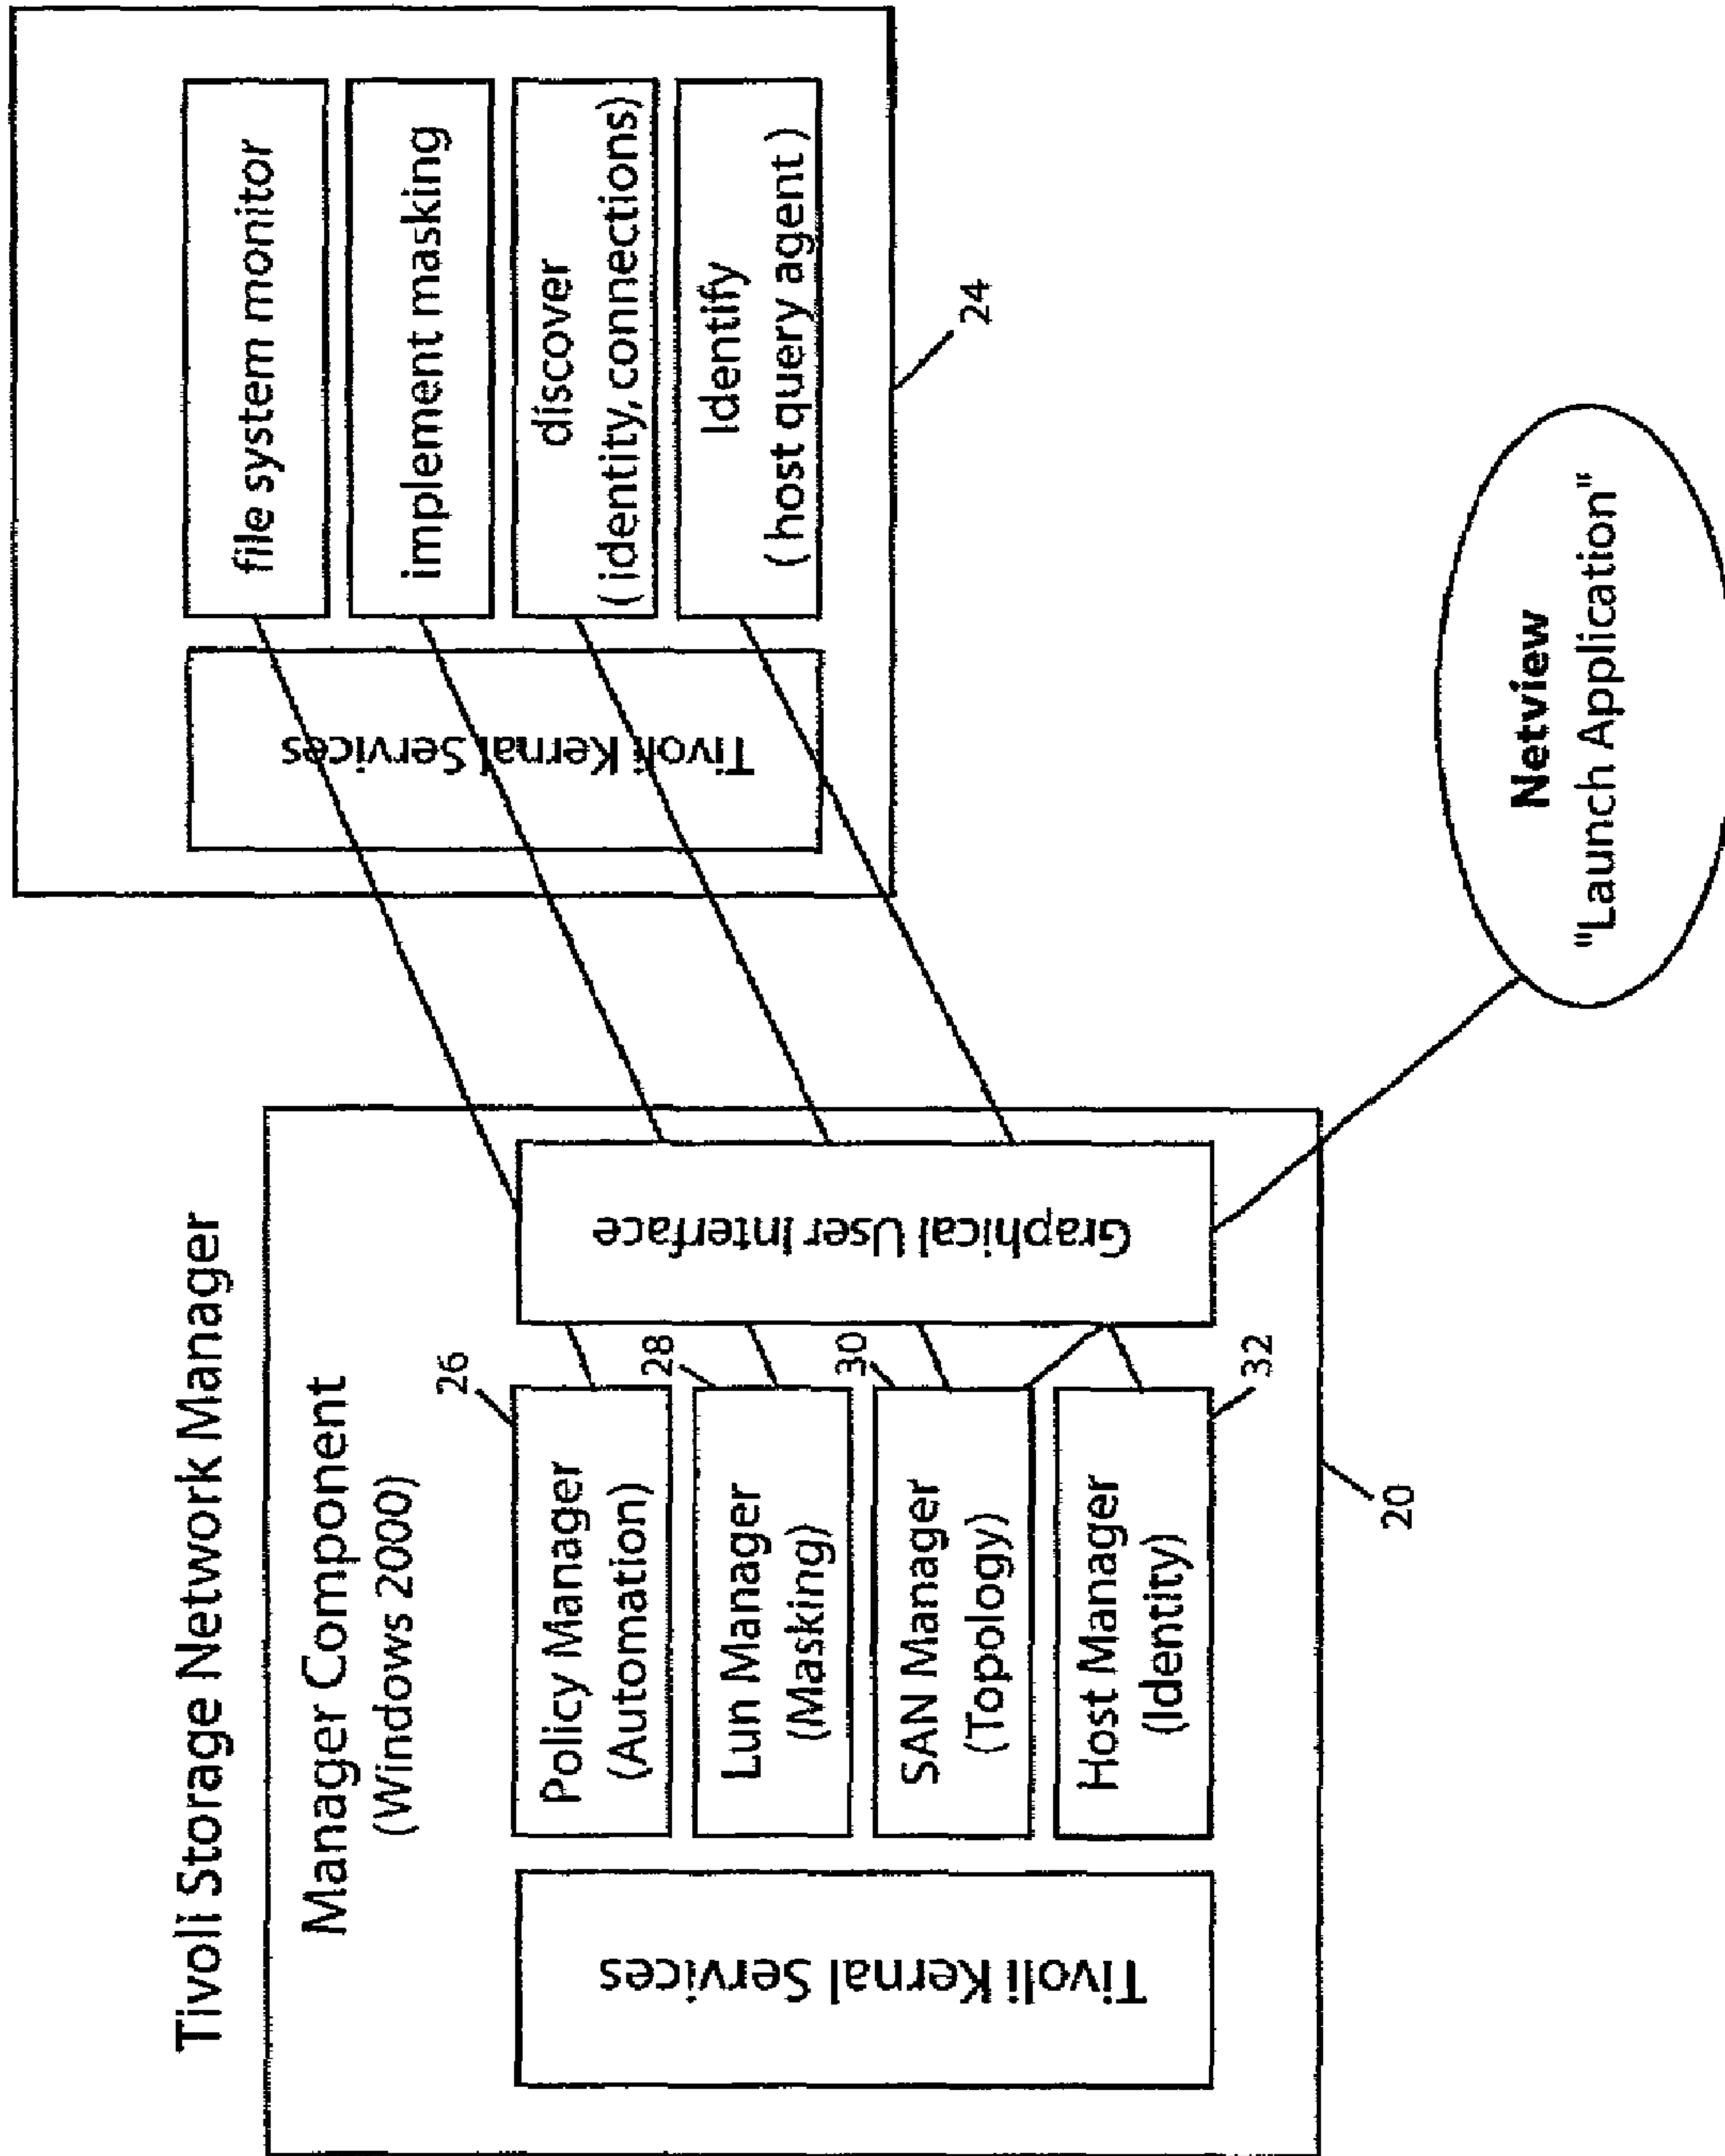 Tivoli Storage Network Manager
Manager Component
(Windows 2000)
Tivoli Kernal Services
Policy Manager
(Automation)
26
Lun Manager
(Masking)
28
SAN Manager
(Topology)
30
Host Manager
(Identity)
32
Graphical User Interface
20
Tivoli Kernal Services
file system monitor
implement masking
discover
(identity, connections)
Identify
(host query agent)
24
Netview
"Launch Application"